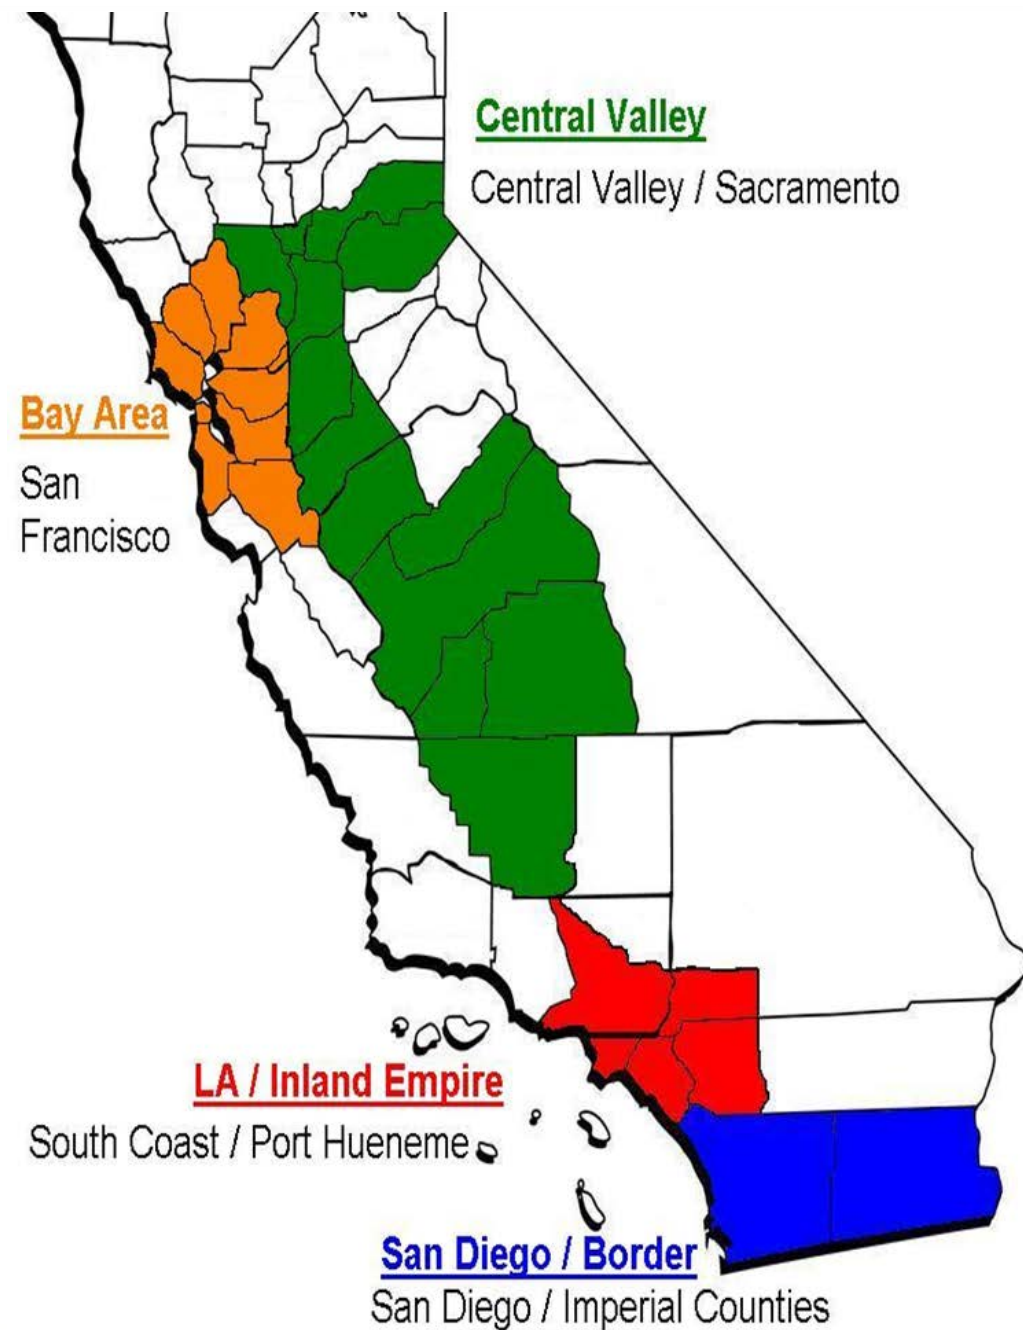 Central Valley
Central Valley / Sacramento
Bay Area
San
Francisco
LA / Inland Empire
South Coast / Port Hueneme
San Diego / Border
San Diego / Imperial Counties